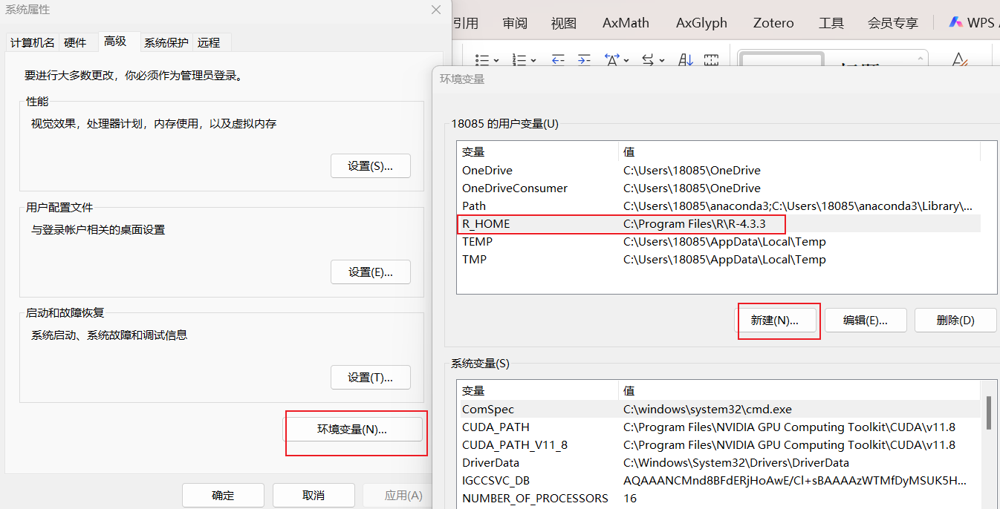 系统属性
计算机名 硬件 高级 系统保护 远程
要进行大多数更改，你必须作为管理员登录。
性能
视觉效果，处理器计划，内存使用，以及虚拟内存
设置(S)...
用户配置文件
与登录帐户相关的桌面设置
设置(E)...
启动和故障恢复
系统启动、系统故障和调试信息
设置(T)...
环境变量(N)...
确定 取消 应用(A)
引用 审阅 视图 AxMath AxGlyph Zotero 工具 会员专享 WPS
环境变量
18085 的用户变量(U)
变量 值
OneDrive C:\Users\18085\OneDrive
OneDriveConsumer C:\Users\18085\OneDrive
Path C:\Users\18085\anaconda3;C:\Users\18085\anaconda3\Library\...
R_HOME C:\Program Files\R\R-4.3.3
TEMP C:\Users\18085\AppData\Local\Temp
TMP C:\Users\18085\AppData\Local\Temp
新建(N)... 编辑(E)... 删除(D)
系统变量(S)
变量 值
ComSpec C:\windows\system32\cmd.exe
CUDA_PATH C:\Program Files\NVIDIA GPU Computing Toolkit\CUDA\v11.8
CUDA_PATH_V11_8 C:\Program Files\NVIDIA GPU Computing Toolkit\CUDA\v11.8
DriverData C:\Windows\System32\Drivers\DriverData
IGCCSVC_DB AQAAANCMnd8BFdERjHoAwE/Cl+sBAAAAzWTMfDyMSUK5H...
NUMBER_OF_PROCESSORS 16